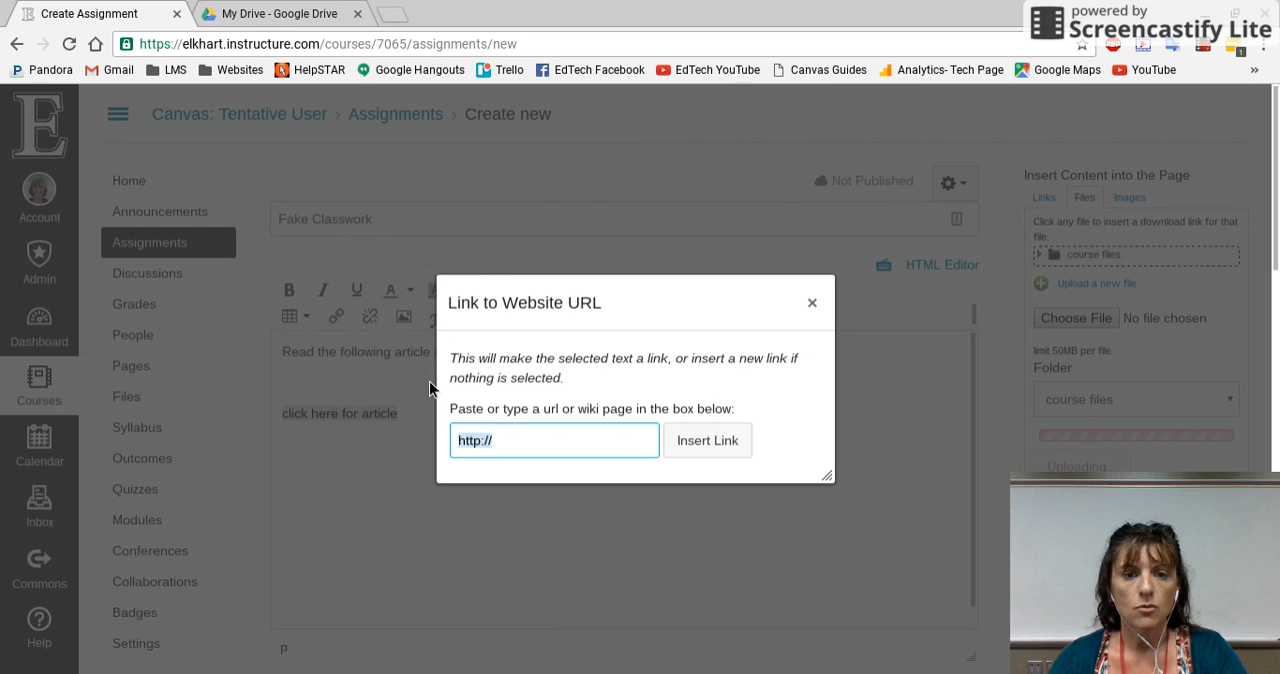 Create Assignment
My Drive - Google Drive
powered by
Screencastify Lite
https://elkhart.instructure.com/courses/7065/assignments/new
Pandora Gmail LMS Websites HelpSTAR Google Hangouts Trello EdTech Facebook EdTech YouTube Canvas Guides Analytics- Tech Page Google Maps YouTube »
E
Canvas: Tentative User › Assignments › Create new
Account
Admin
Dashboard
Courses
Calendar
Inbox
Commons
Help
Home
Announcements
Assignments
Discussions
Grades
People
Pages
Files
Syllabus
Outcomes
Quizzes
Modules
Conferences
Collaborations
Badges
Settings
Not Published
Fake Classwork
HTML Editor
B I U A
Read the following article
click here for article
p
Link to Website URL
This will make the selected text a link, or insert a new link if
nothing is selected.
Paste or type a url or wiki page in the box below:
http://
Insert Link
Insert Content into the Page
Links Files Images
Click any file to insert a download link for that
file.
course files
Upload a new file
Choose File No file chosen
limit 50MB per file
Folder
course files
Uploading...